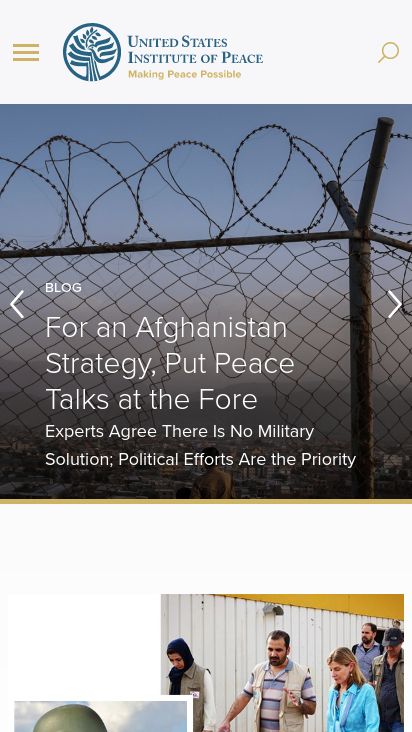 UNITED STATES
INSTITUTE OF PEACE
Making Peace Possible
BLOG
For an Afghanistan
Strategy, Put Peace
Talks at the Fore
Experts Agree There Is No Military
Solution; Political Efforts Are the Priority